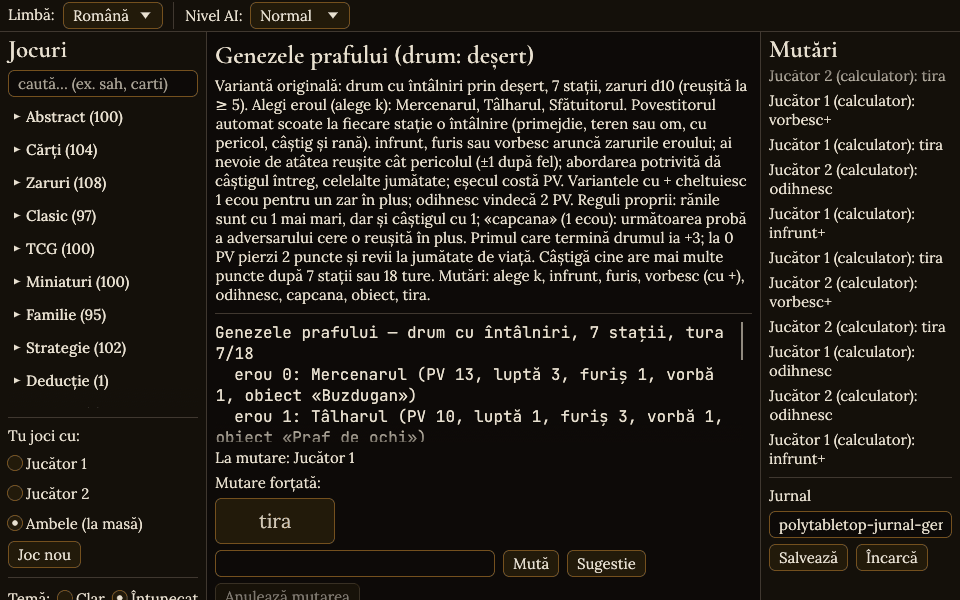 Limbă: Română ▼ Nivel AI: Normal ▼
Jocuri
caută... (ex. sah, carti)
▸ Abstract (100)
▸ Cărți (104)
▸ Zaruri (108)
▸ Clasic (97)
▸ TCG (100)
▸ Miniaturi (100)
▸ Familie (95)
▸ Strategie (102)
▸ Deducție (1)
Tu joci cu:
Jucător 1
Jucător 2
Ambele (la masă)
Joc nou
Temă: Clar Întunecat
Genezele prafului (drum: deșert)
Variantă originală: drum cu întâlniri prin deșert, 7 stații, zaruri d10 (reușită la
≥ 5). Alegi eroul (alege k): Mercenarul, Tâlharul, Sfătuitorul. Povestitorul
automat scoate la fiecare stație o întâlnire (primejdie, teren sau om, cu
pericol, câștig și rană). infrunt, furis sau vorbesc aruncă zarurile eroului; ai
nevoie de atâtea reușite cât pericolul (±1 după fel); abordarea potrivită dă
câștigul întreg, celelalte jumătate; eșecul costă PV. Variantele cu + cheltuiesc
1 ecou pentru un zar în plus; odihnesc vindecă 2 PV. Reguli proprii: rănile
sunt cu 1 mai mari, dar și câștigul cu 1; «capcana» (1 ecou): următoarea probă
a adversarului cere o reușită în plus. Primul care termină drumul ia +3; la 0
PV pierzi 2 puncte și revii la jumătate de viață. Câștigă cine are mai multe
puncte după 7 stații sau 18 ture. Mutări: alege k, infrunt, furis, vorbesc (cu +),
odihnesc, capcana, obiect, tira.
Genezele prafului — drum cu întâlniri, 7 stații, tura
7/18
erou 0: Mercenarul (PV 13, luptă 3, furiș 1, vorbă
1, obiect «Buzdugan»)
erou 1: Tâlharul (PV 10, luptă 1, furiș 3, vorbă 1,
obiect «Praf de ochi»)
La mutare: Jucător 1
Mutare forțată:
tira
Mută Sugestie
Anulează mutarea
Mutări
Jucător 2 (calculator): tira
Jucător 1 (calculator):
vorbesc+
Jucător 1 (calculator): tira
Jucător 2 (calculator):
odihnesc
Jucător 1 (calculator):
infrunt+
Jucător 1 (calculator): tira
Jucător 2 (calculator):
vorbesc+
Jucător 2 (calculator): tira
Jucător 1 (calculator):
odihnesc
Jucător 2 (calculator):
odihnesc
Jucător 1 (calculator):
infrunt+
Jurnal
polytabletop-jurnal-ger
Salvează Încarcă